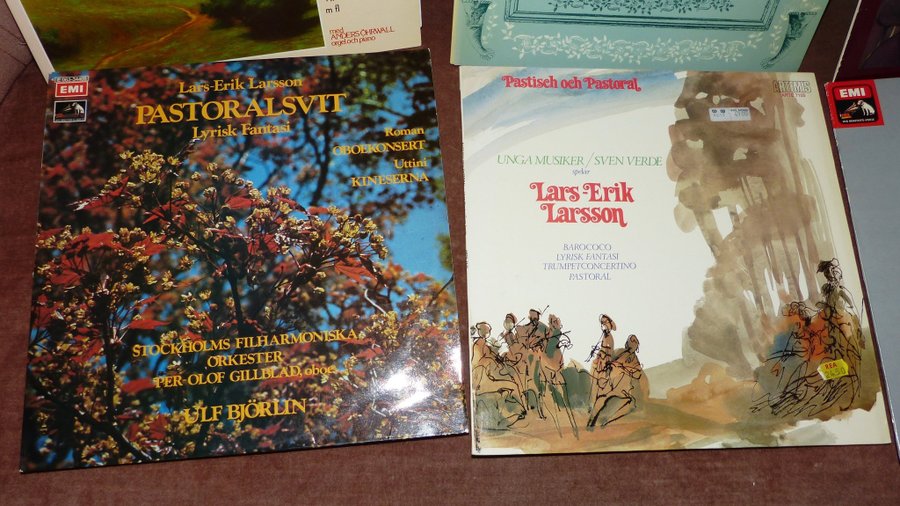 m fl
med
ANDERS ÖHRWALL
orgel och piano
EMI
Lars-Erik Larsson
PASTORALSVIT
Lyrisk Fantasi
Roman
OBOEKONSERT
Uttini
KINESERNA
STOCKHOLMS FILHARMONISKA
ORKESTER
PER OLOF GILLBLAD, oboe
ULF BJÖRLIN
Pastisch och Pastoral
UNGA MUSIKER / SVEN VERDE
spelar
Lars-Erik
Larsson
BAROCOCO
LYRISK FANTASI
TRUMPETCONCERTINO
PASTORAL
REA
EMI